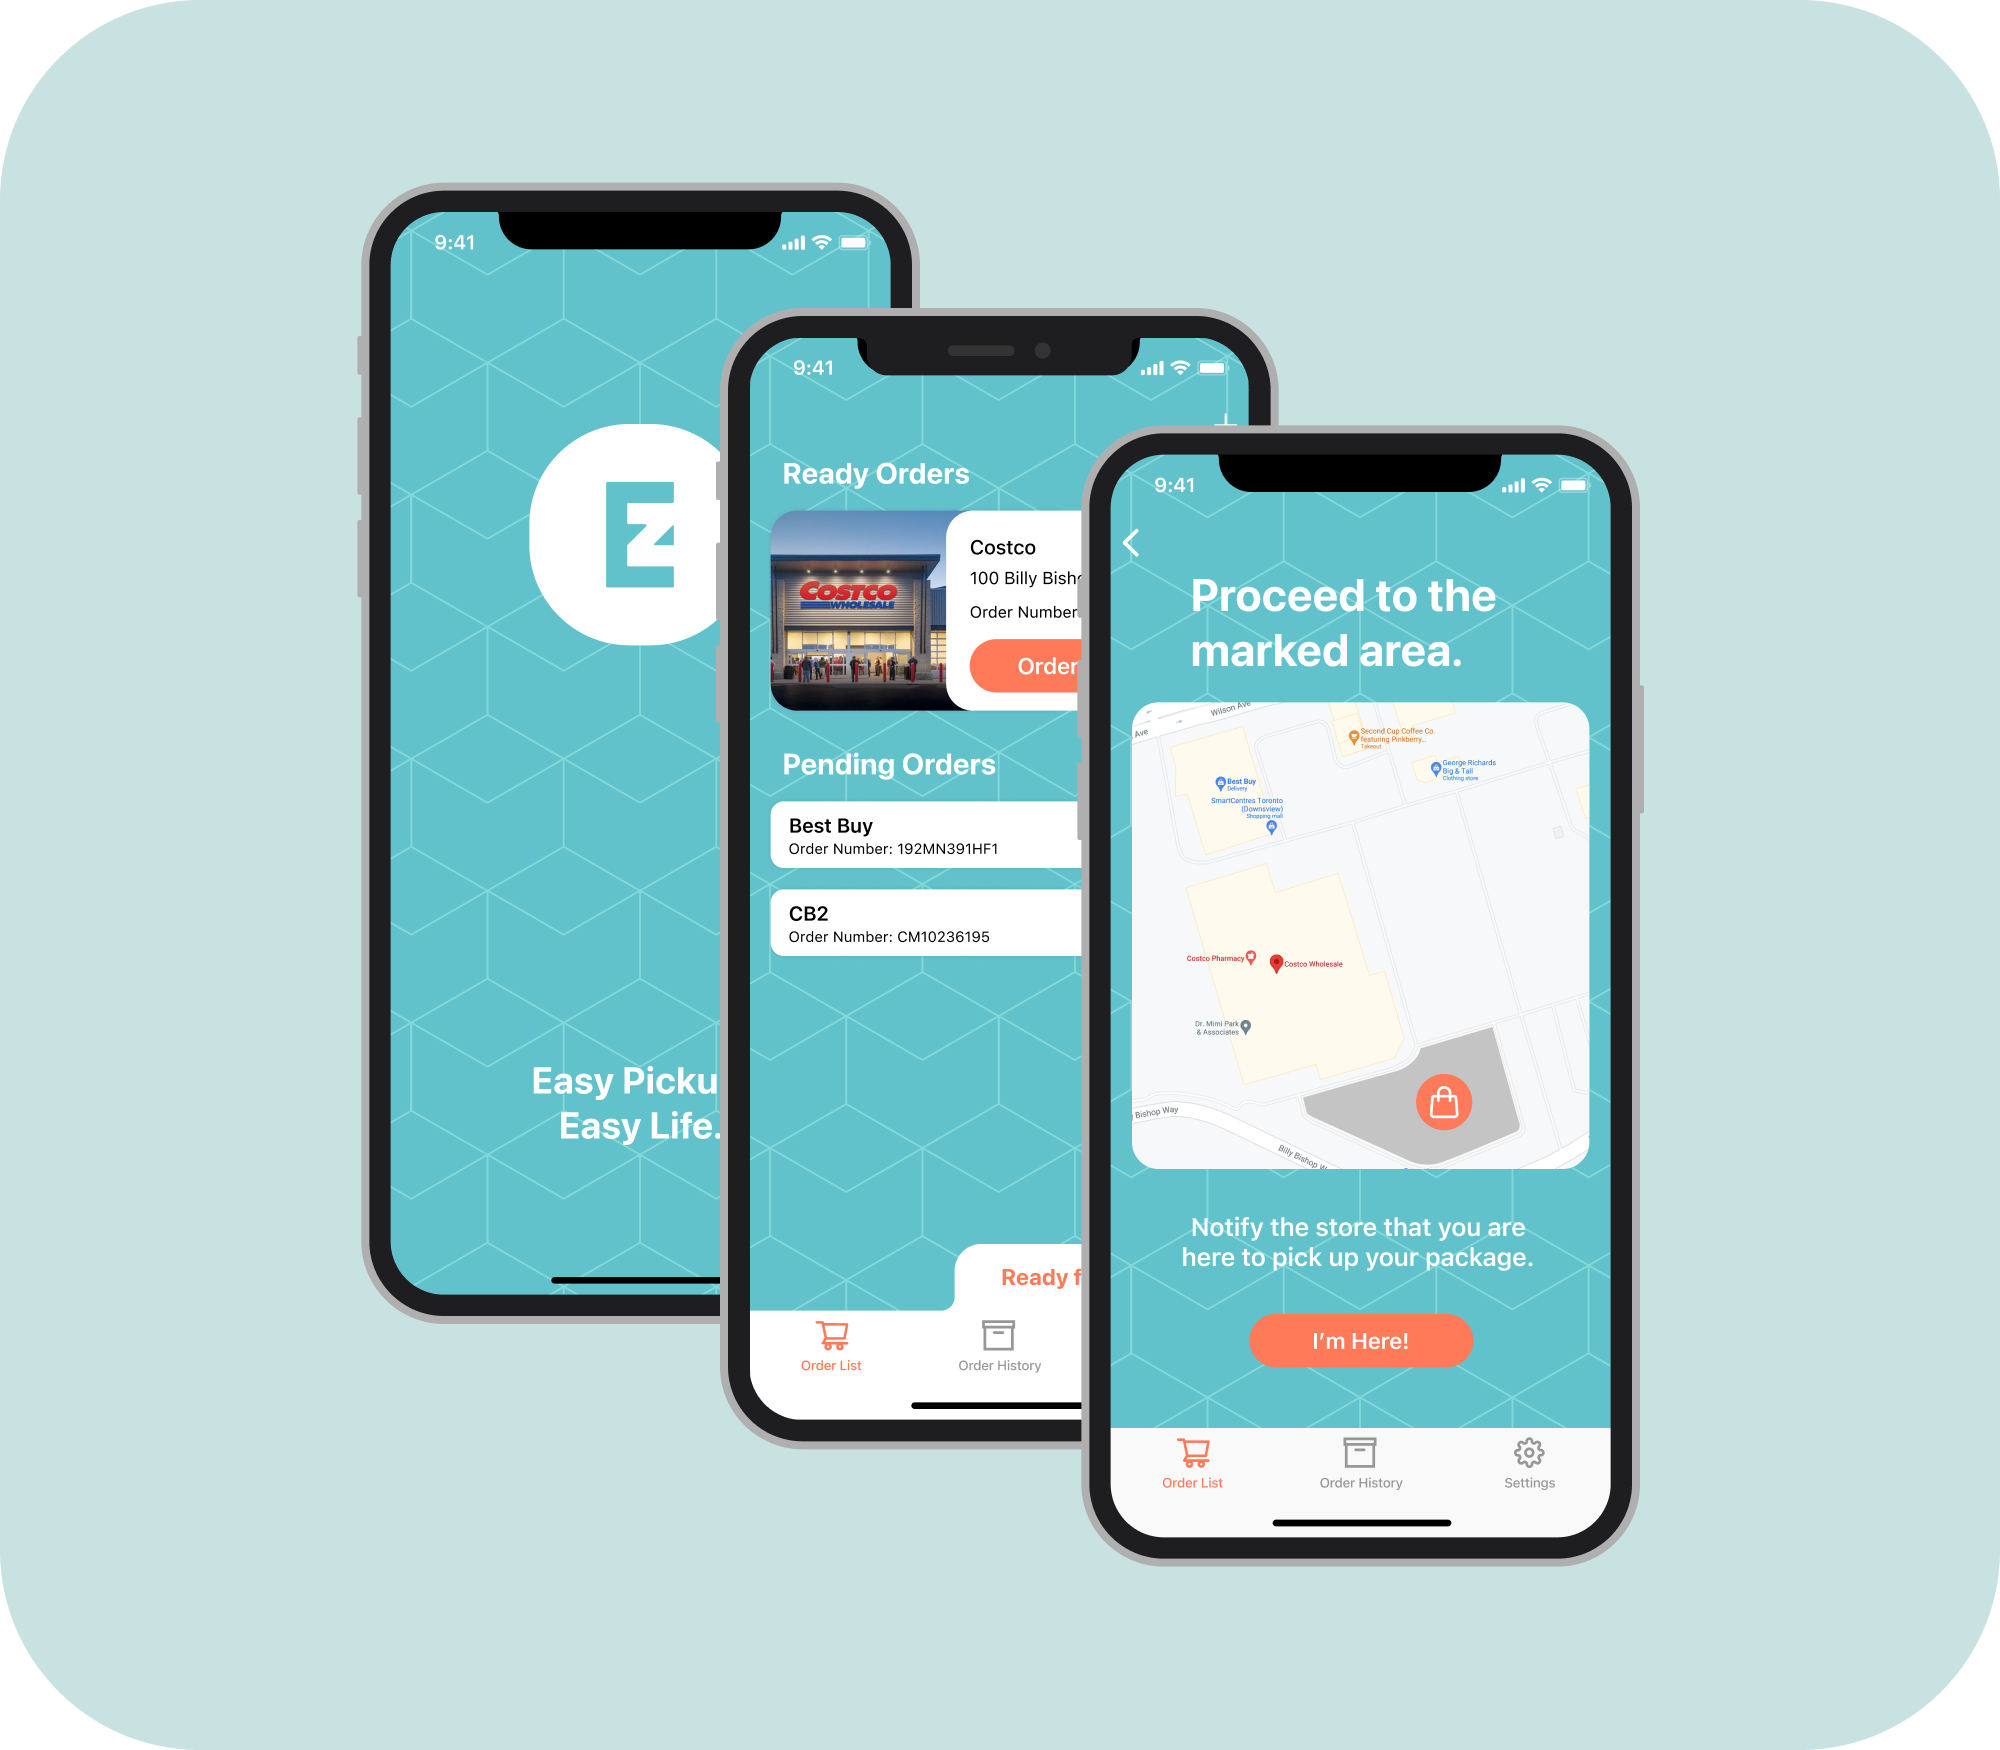 9:41
EZ
Easy Picku
Easy Life.
9:41
Ready Orders
COSTCO
WHOLESALE
Costco
100 Billy Bish
Order Number
Order
Pending Orders
Best Buy
Order Number: 192MN391HF1
CB2
Order Number: CM10236195
Ready f
Order List
Order History
9:41
Proceed to the
marked area.
Wilson Ave
Ave
Second Cup Coffee Co.
featuring Pinkberry...
Takeout
George Richards
Big & Tall
Clothing store
Best Buy
Delivery
SmartCentres Toronto
(Downsview)
Shopping mall
Costco Pharmacy
Costco Wholesale
Dr. Mimi Park
& Associates
Bishop Way
Billy Bishop W
Notify the store that you are
here to pick up your package.
I'm Here!
Order List
Order History
Settings